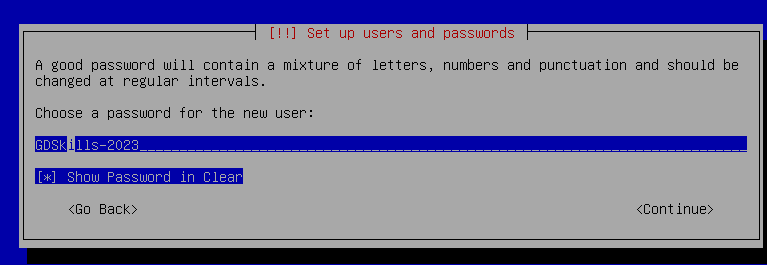 [!!] Set up users and passwords
A good password will contain a mixture of letters, numbers and punctuation and should be
changed at regular intervals.
Choose a password for the new user:
GDSkills-2023
[*] Show Password in Clear
<Go Back> <Continue>